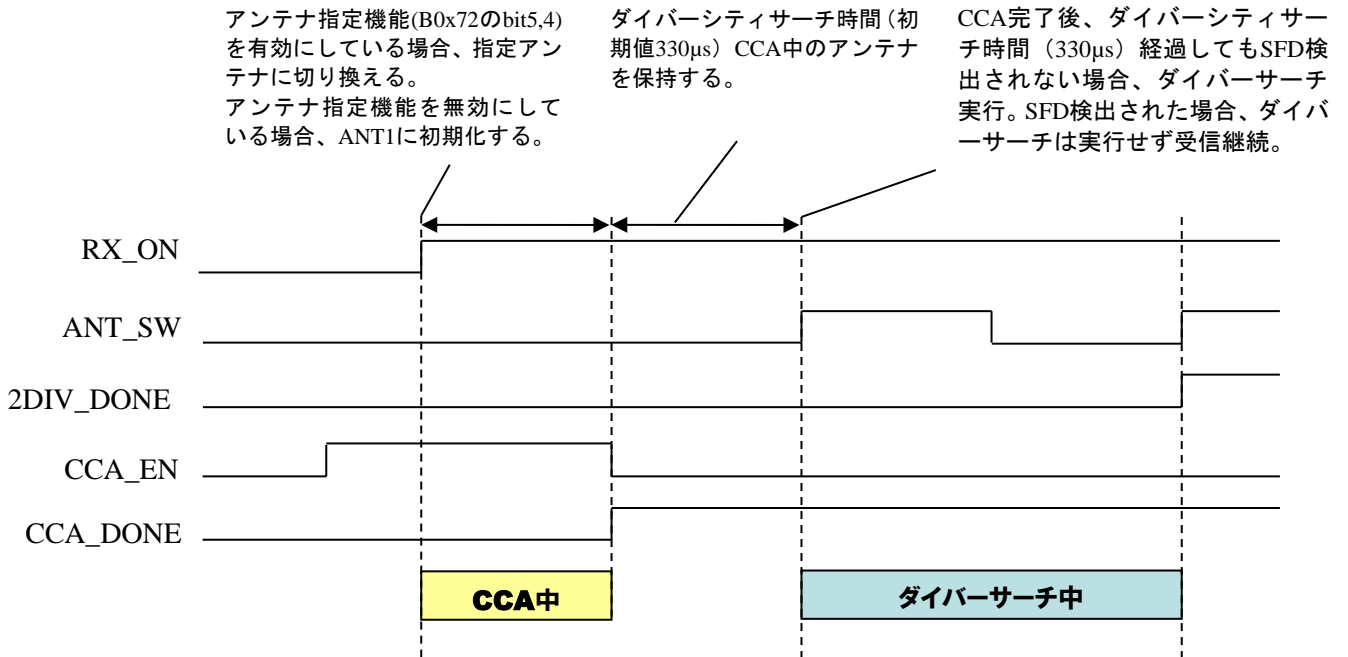 アンテナ指定機能(B0x72のbit5,4)
を有効にしている場合、指定アン
テナに切り換える。
アンテナ指定機能を無効にして
いる場合、ANT1に初期化する。
ダイバーシティサーチ時間（初
期値330μs）CCA中のアンテナ
を保持する。
CCA完了後、ダイバーシティサー
チ時間（330μs）経過してもSFD検
出されない場合、ダイバーサーチ
実行。SFD検出された場合、ダイバ
ーサーチは実行せず受信継続。
RX_ON
ANT_SW
2DIV_DONE
CCA_EN
CCA_DONE
CCA中
ダイバーサーチ中